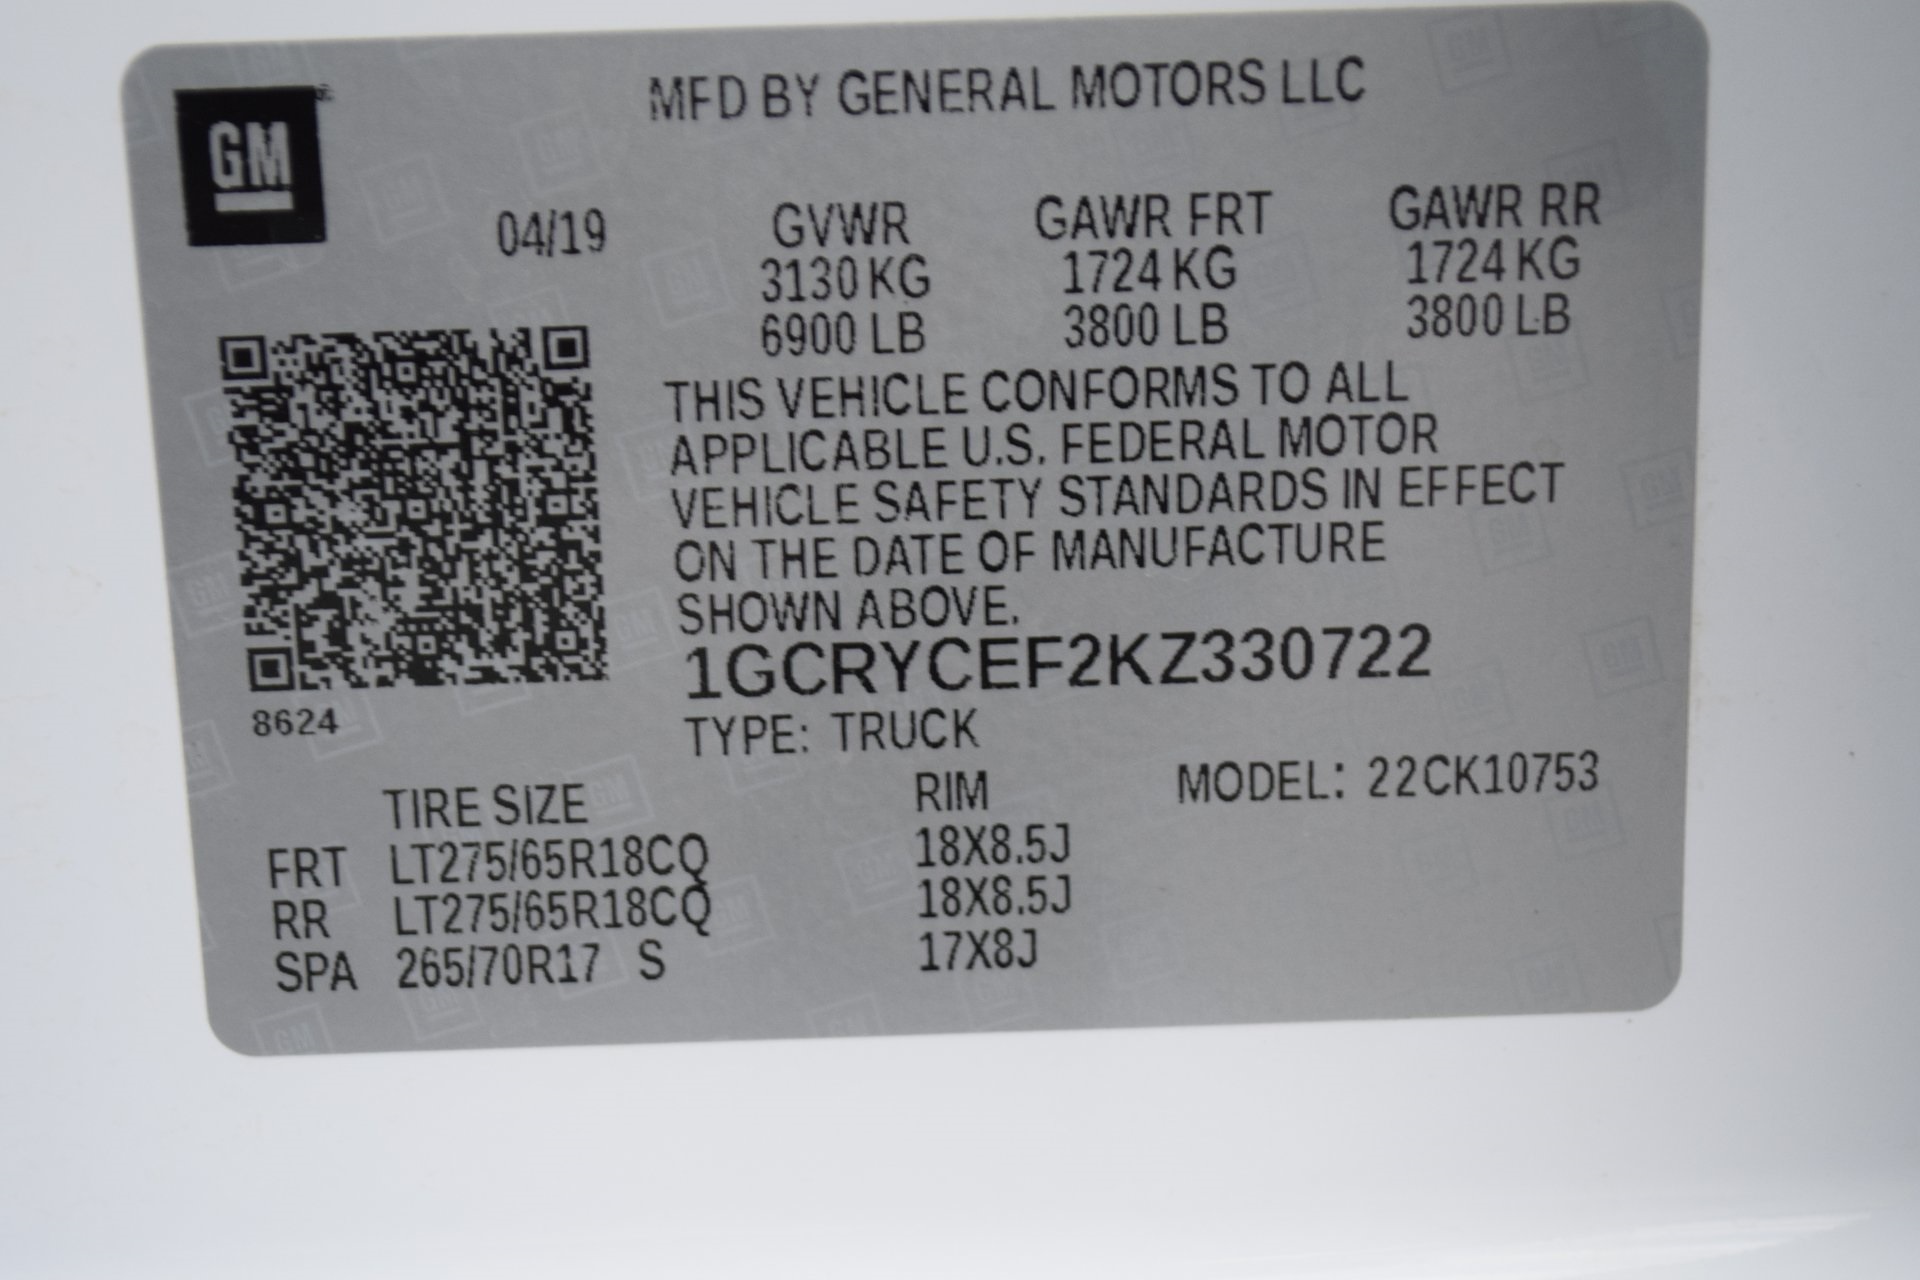 MFD BY GENERAL MOTORS LLC
GM
04/19 GVWR GAWR FRT GAWR RR
3130 KG 1724 KG 1724 KG
6900 LB 3800 LB 3800 LB
THIS VEHICLE CONFORMS TO ALL
APPLICABLE U.S. FEDERAL MOTOR
VEHICLE SAFETY STANDARDS IN EFFECT
ON THE DATE OF MANUFACTURE
SHOWN ABOVE.
1GCRYCEF2KZ330722
8624
TYPE: TRUCK
TIRE SIZE RIM MODEL: 22CK10753
FRT LT275/65R18CQ 18X8.5J
RR LT275/65R18CQ 18X8.5J
SPA 265/70R17 S 17X8J